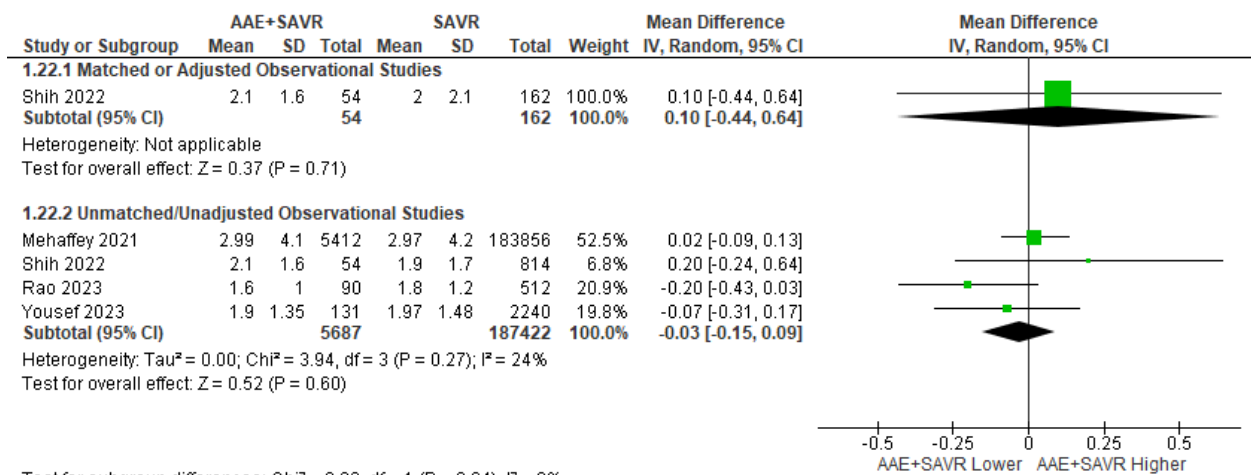 AAE+SAVR SAVR Mean Difference Mean Difference
Study or Subgroup Mean SD Total Mean SD Total Weight IV, Random, 95% CI IV, Random, 95% CI
1.22.1 Matched or Adjusted Observational Studies
Shih 2022 2.1 1.6 54 2 2.1 162 100.0% 0.10 [-0.44, 0.64]
Subtotal (95% CI) 54 162 100.0% 0.10 [-0.44, 0.64]
Heterogeneity: Not applicable
Test for overall effect: Z = 0.37 (P = 0.71)
1.22.2 Unmatched/Unadjusted Observational Studies
Mehaffey 2021 2.99 4.1 5412 2.97 4.2 183856 52.5% 0.02 [-0.09, 0.13]
Shih 2022 2.1 1.6 54 1.9 1.7 814 6.8% 0.20 [-0.24, 0.64]
Rao 2023 1.6 1 90 1.8 1.2 512 20.9% -0.20 [-0.43, 0.03]
Yousef 2023 1.9 1.35 131 1.97 1.48 2240 19.8% -0.07 [-0.31, 0.17]
Subtotal (95% CI) 5687 187422 100.0% -0.03 [-0.15, 0.09]
Heterogeneity: Tau² = 0.00; Chi² = 3.94, df = 3 (P = 0.27); I² = 24%
Test for overall effect: Z = 0.52 (P = 0.60)
-0.5 -0.25 0 0.25 0.5
AAE+SAVR Lower AAE+SAVR Higher